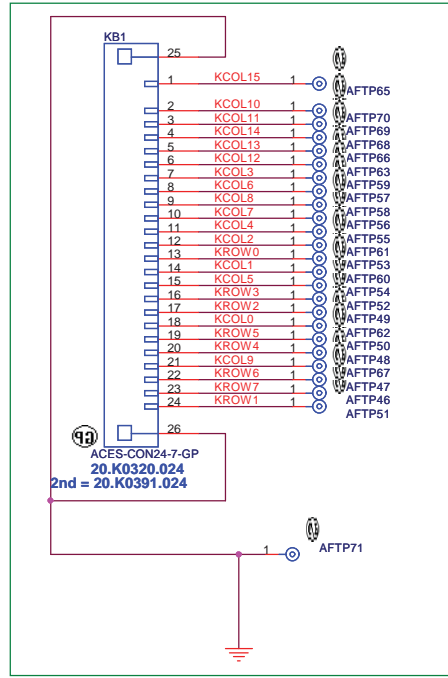 KB1
25
1 KCOL15 1 AFTP65
2 KCOL10 1 AFTP70
3 KCOL11 1 AFTP69
4 KCOL14 1 AFTP68
5 KCOL13 1 AFTP66
6 KCOL12 1 AFTP63
7 KCOL3 1 AFTP59
8 KCOL6 1 AFTP57
9 KCOL8 1 AFTP58
10 KCOL7 1 AFTP56
11 KCOL4 1 AFTP55
12 KCOL2 1 AFTP61
13 KROW0 1 AFTP53
14 KCOL1 1 AFTP60
15 KCOL5 1 AFTP54
16 KROW3 1 AFTP52
17 KROW2 1 AFTP49
18 KCOL0 1 AFTP62
19 KROW5 1 AFTP50
20 KROW4 1 AFTP48
21 KCOL9 1 AFTP67
22 KROW6 1 AFTP47
23 KROW7 1 AFTP46
24 KROW1 1 AFTP51
26
GP
ACES-CON24-7-GP
20.K0320.024
2nd = 20.K0391.024
1 AFTP71